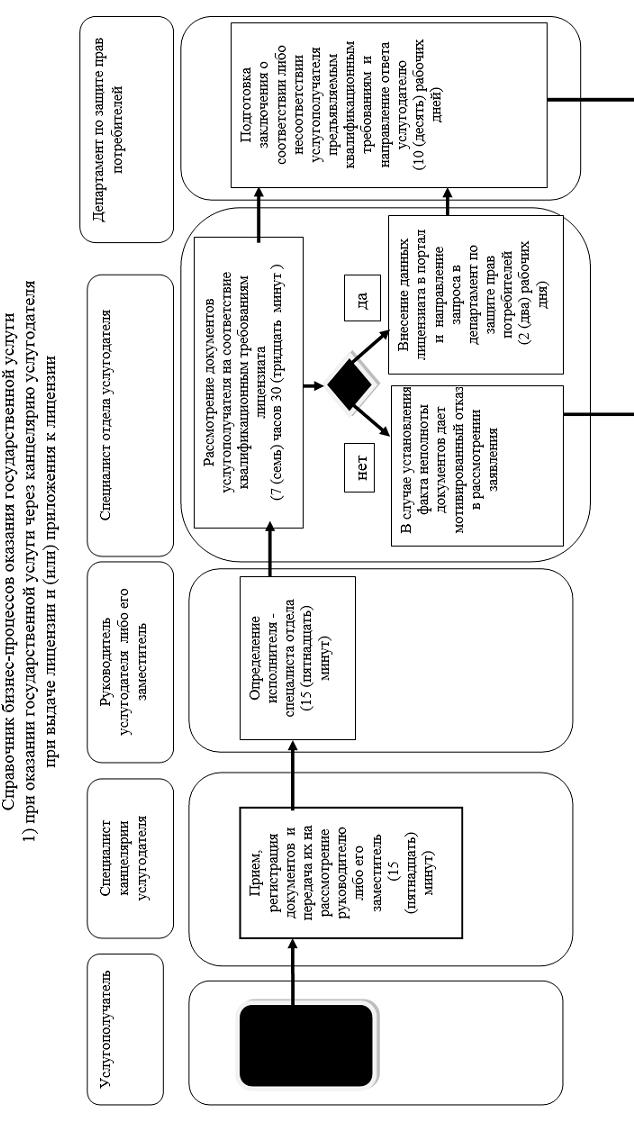 Справочник бизнес-процессов оказания государственной услуги
1) при оказании государственной услуги через канцелярию услугодателя
при выдаче лицензии и (или) приложения к лицензии
Услугополучатель
Специалист
канцелярии
услугодателя
Руководитель
услугодателя либо его
заместитель
Специалист отдела услугодателя
Департамент по защите прав
потребителей
Прием,
регистрация
документов и
передача их на
рассмотрение
руководителю
либо его
заместитель
(15
(пятнадцать)
минут)
Определение
исполнителя -
спецалиста отдела
(15 (пятнадцать)
минут)
Рассмотрение документов
услугополучателя на соответствие
квалификационным требованиям
лицензиата
(7 (семь) часов 30 (тридцать минут )
нет
да
В случае установления
факта неполноты
документов дает
мотивированный отказ
в рассмотрении
заявления
Внесение данных
лицензиата в портал
и направление
запроса в
департамент по
защите прав
потребителей
2 (два) рабочих
дня)
Подготовка
заключения о
соответствии либо
несоответствии
услугополучателя
предъявляемым
квалификационным
требованиям и
направление ответа
услугодателю
(10 (десять) рабочих
дней)